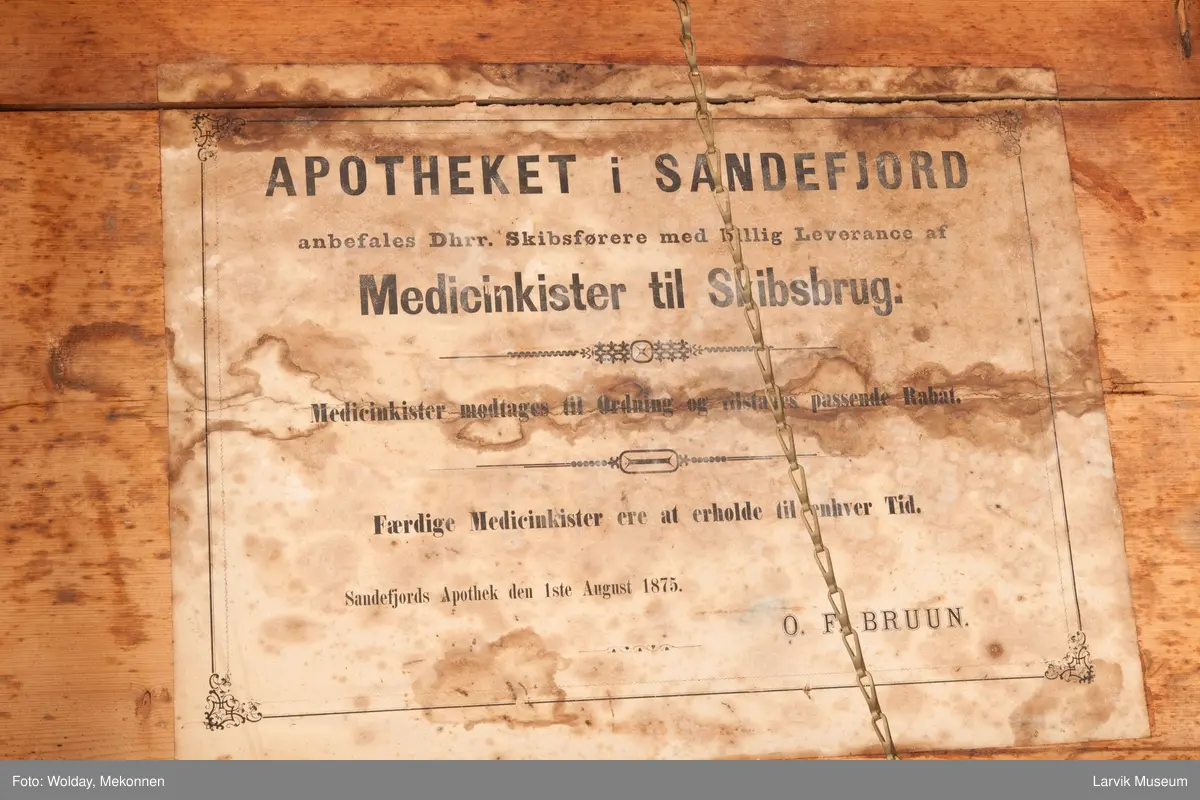 APOTHEKET i SANDEFJORD
anbefales Dhrr. Skibsførere med billig Leverance af
Medicinkister til Skibsbrug.
Medicinkister modtages til Ordning og tilstaaes passende Rabat.
Færdige Medicinkister ere at erholde til enhver Tid.
Sandefjords Apothek den 1ste August 1875.
O. F. BRUUN.
Foto: Wolday, Mekonnen
Larvik Museum